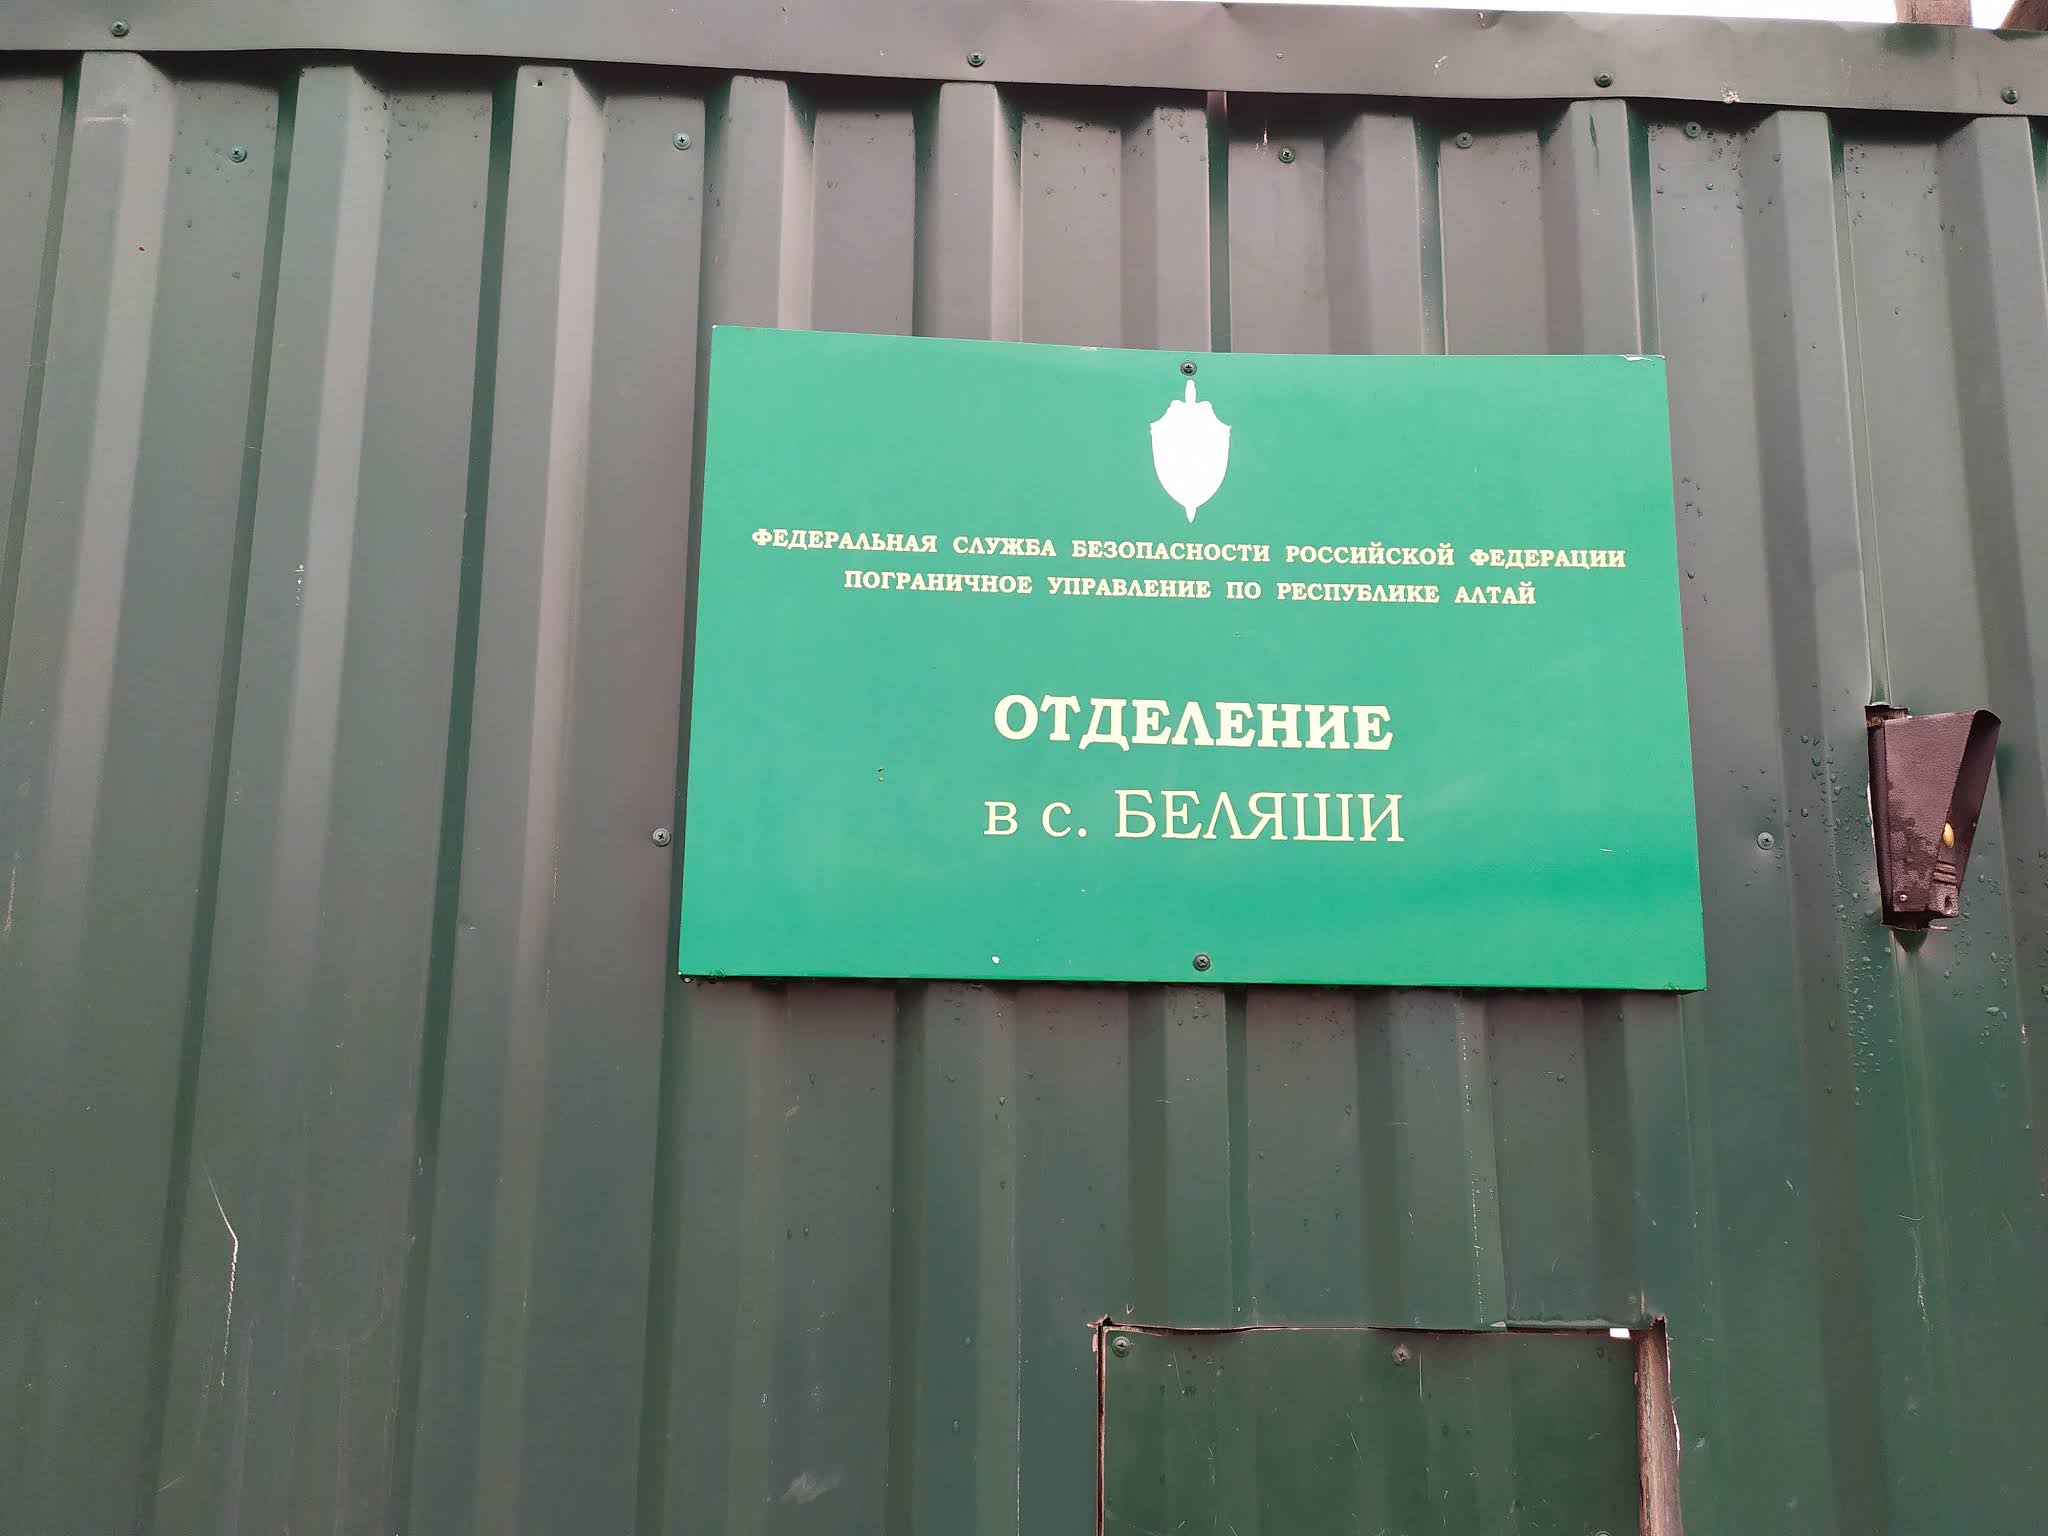 ФЕДЕРАЛЬНАЯ СЛУЖБА БЕЗОПАСНОСТИ РОССИЙСКОЙ ФЕДЕРАЦИИ
ПОГРАНИЧНОЕ УПРАВЛЕНИЕ ПО РЕСПУБЛИКЕ АЛТАЙ
ОТДЕЛЕНИЕ
в с. БЕЛЯШИ